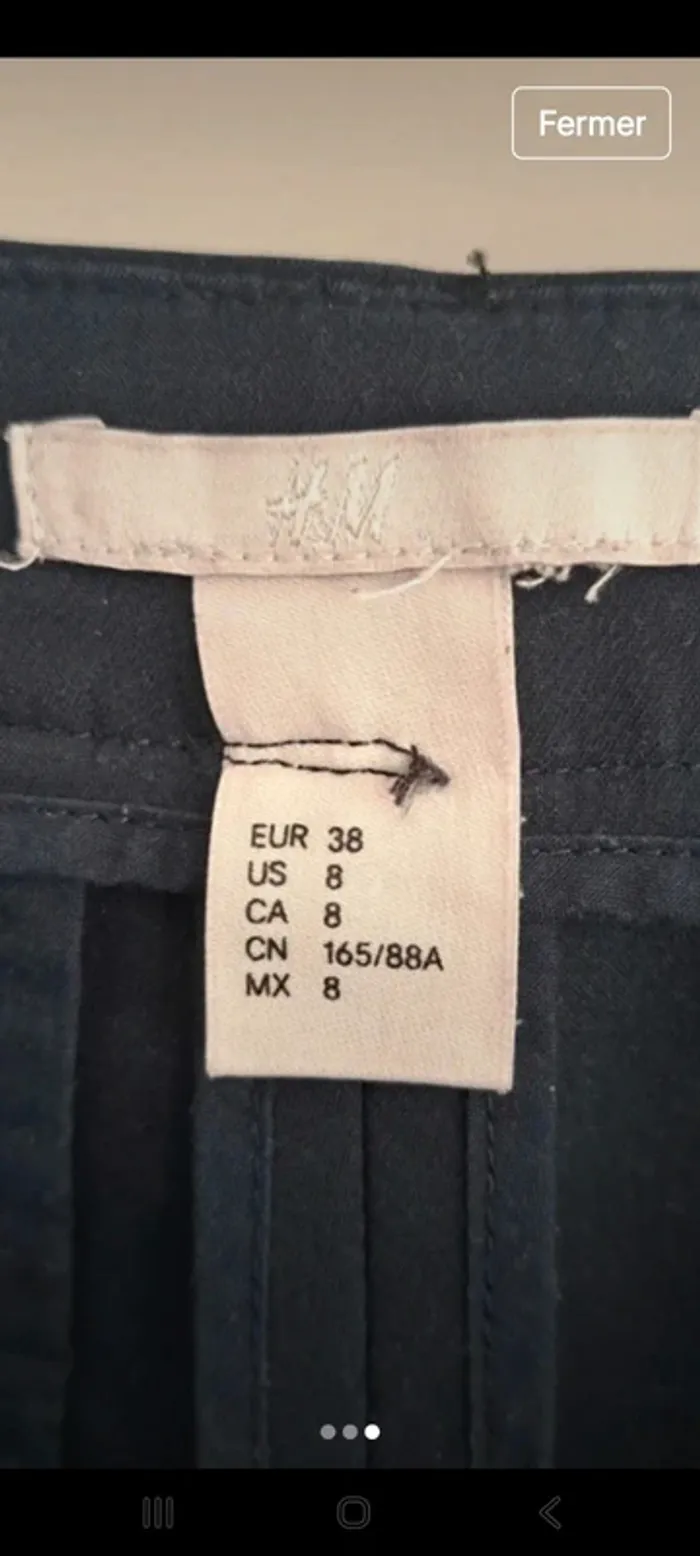 Fermer
H&M
EUR 38
US 8
CA 8
CN 165/88A
MX 8